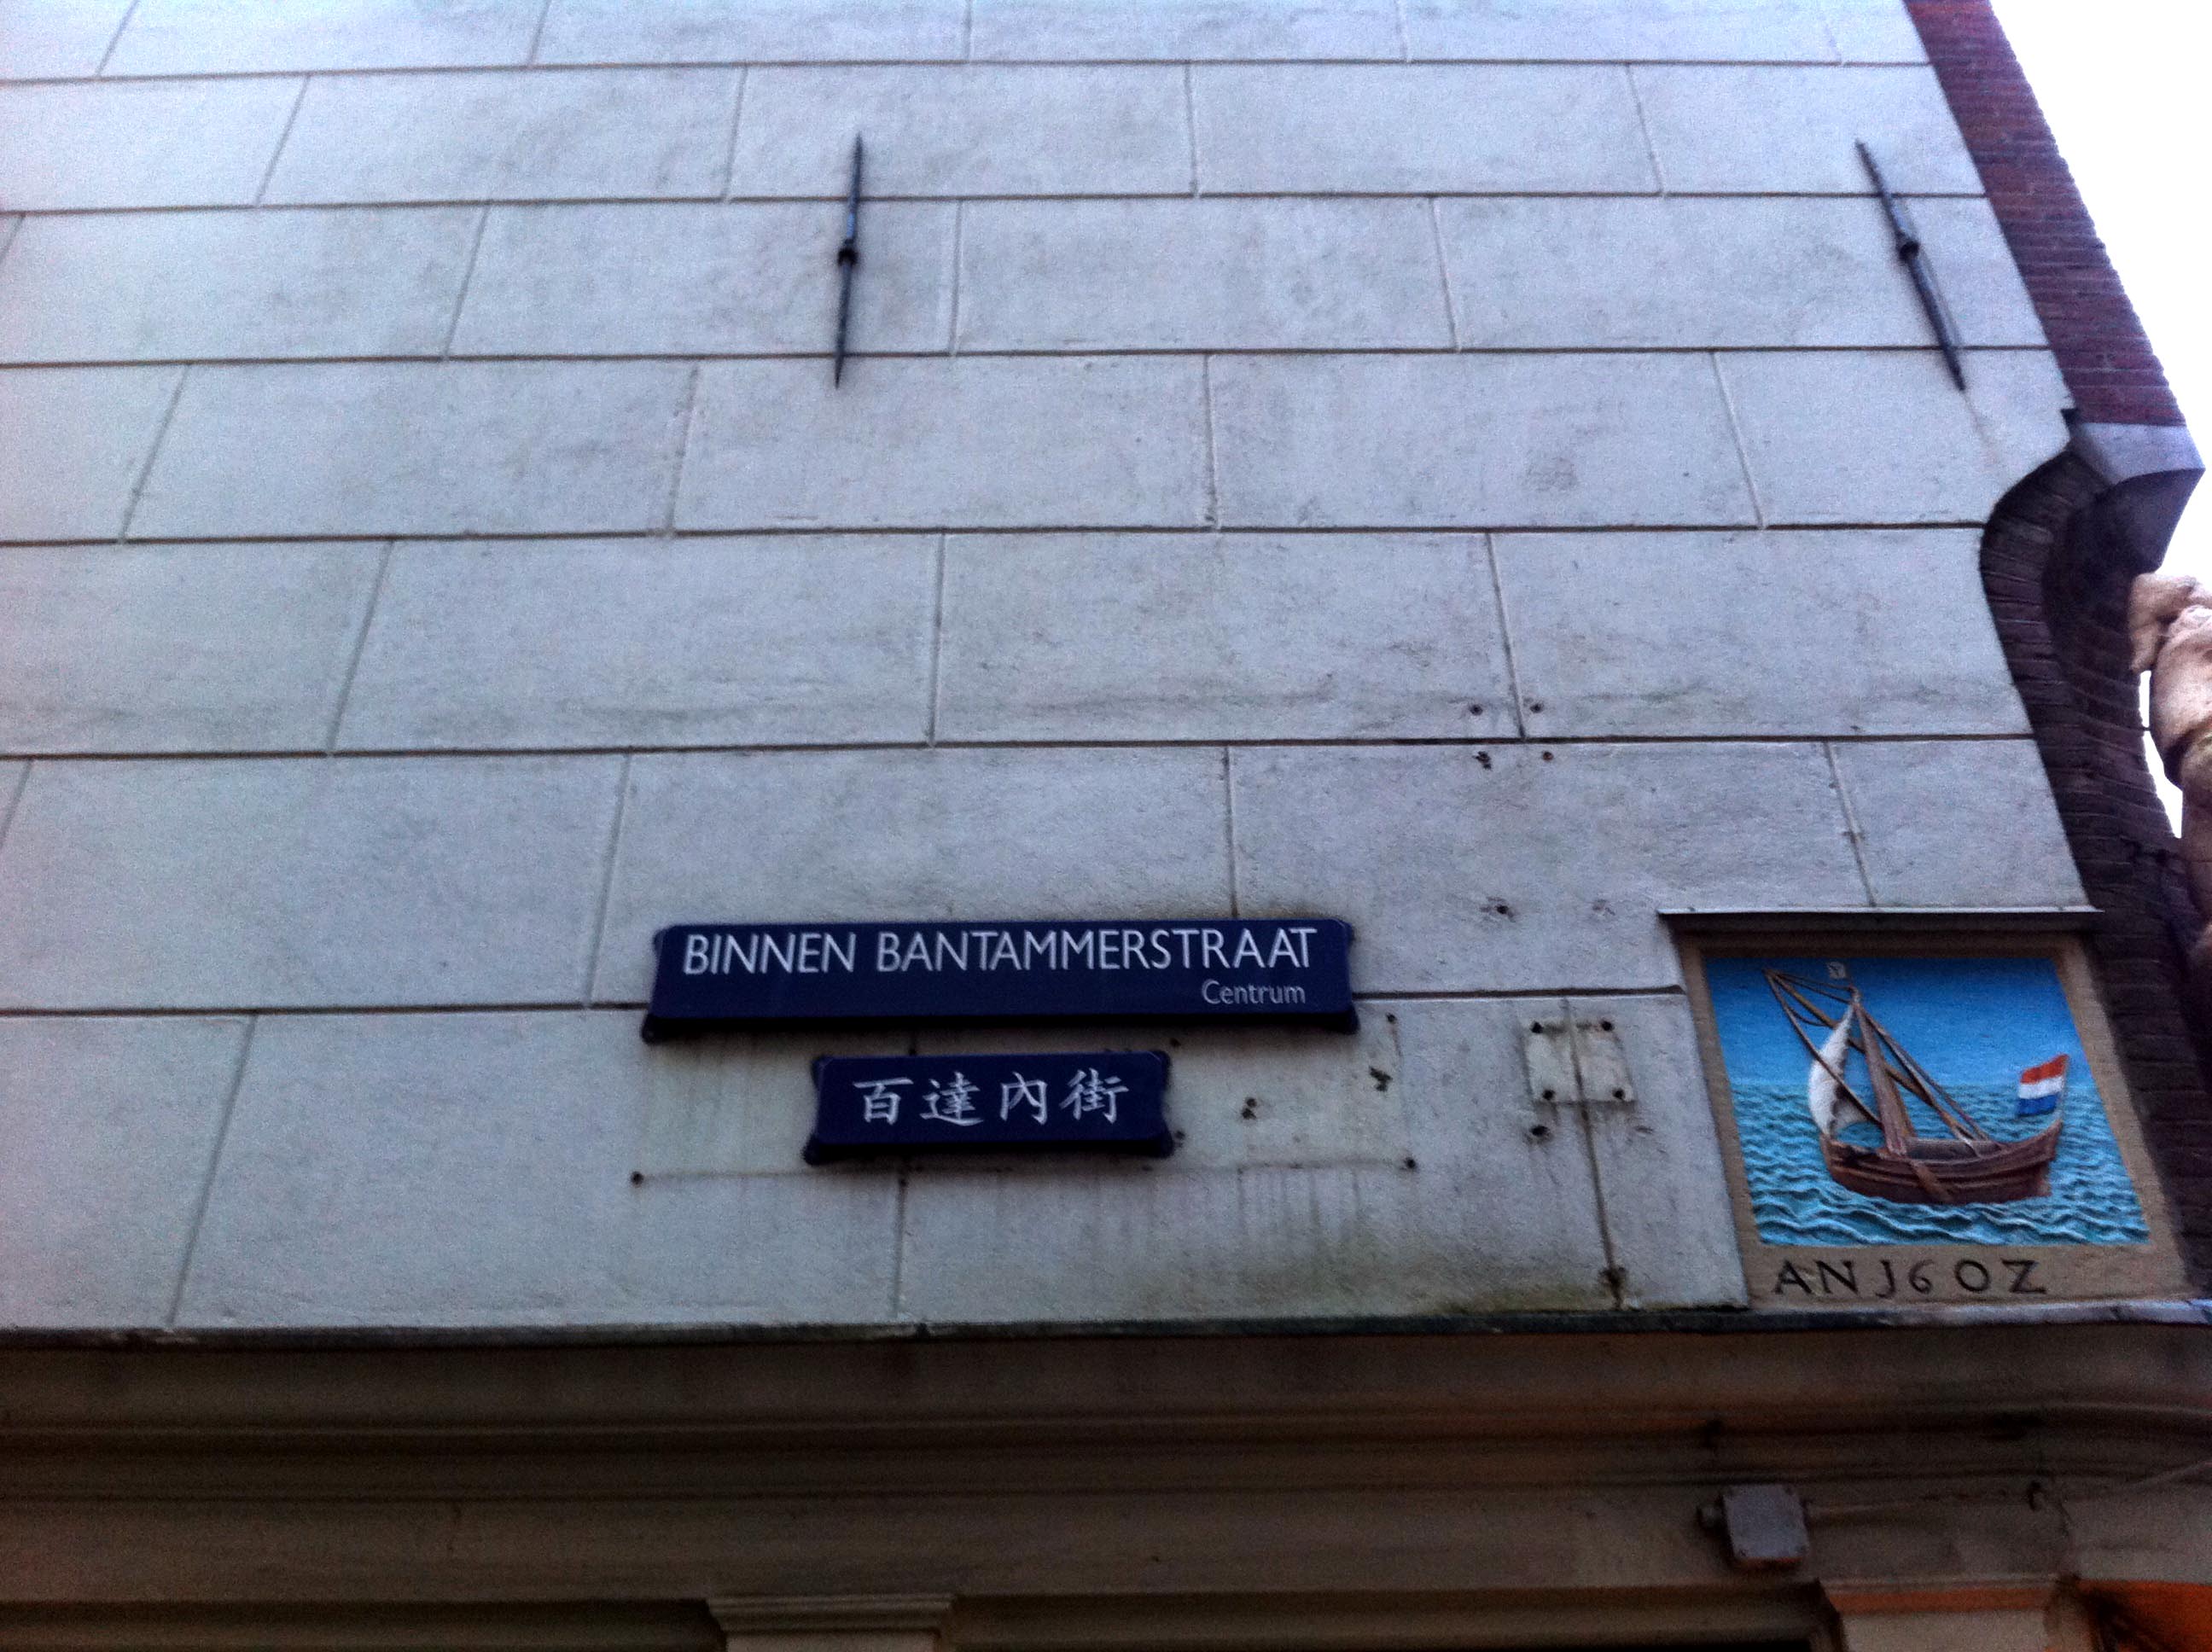 BINNEN BANTAMMERSTRAAT
Centrum
百達內街
ANJ6OZ